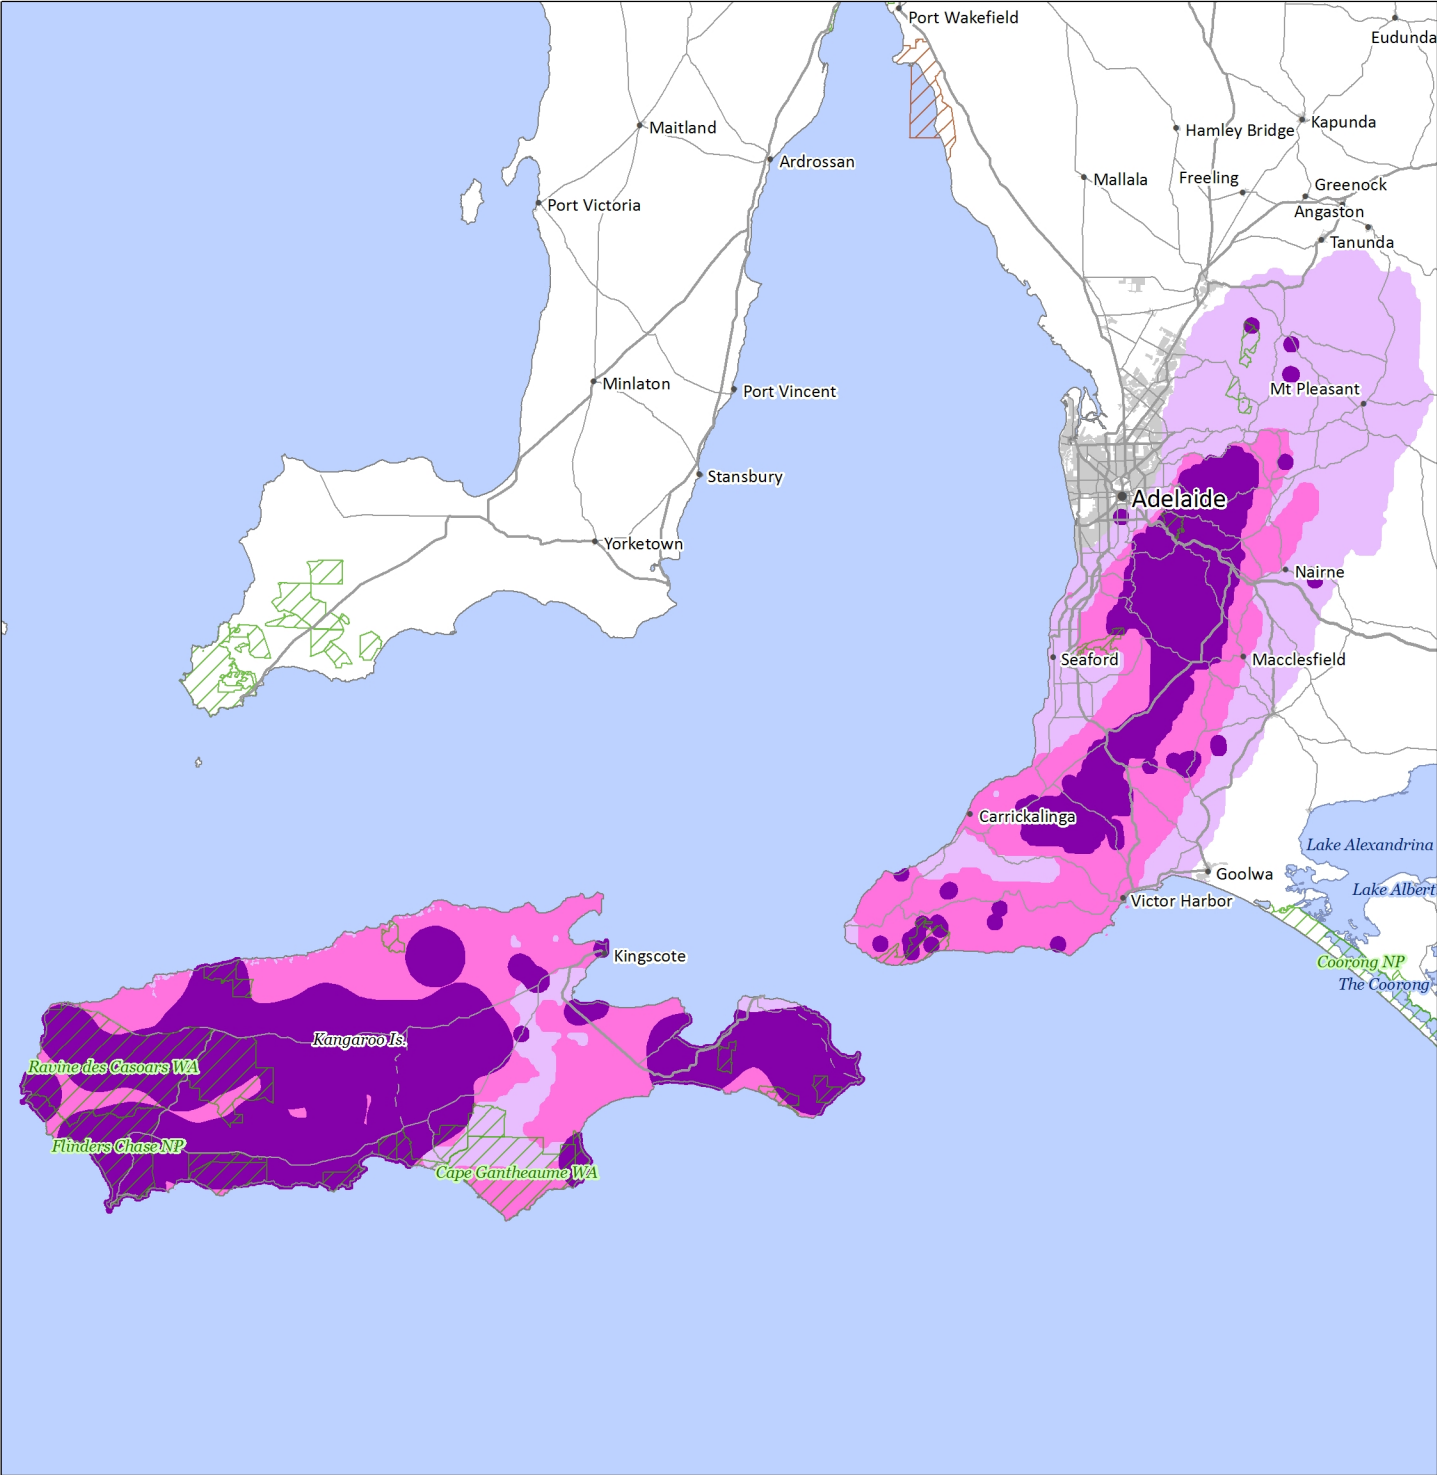 Port Wakefield
Eudunda
Maitland
Hamley Bridge
Kapunda
Ardrossan
Mallala
Freeling
Greenock
Port Victoria
Angaston
Tanunda
Minlaton
Port Vincent
Mt Pleasant
Stansbury
Adelaide
Yorketown
Nairne
Seaford
Macclesfield
Carrickalinga
Lake Alexandrina
Goolwa
Lake Albert
Victor Harbor
Kingscote
Coorong NP
The Coorong
Kangaroo Is.
Ravine des Casoars WA
Flinders Chase NP
Cape Gantheaume WA